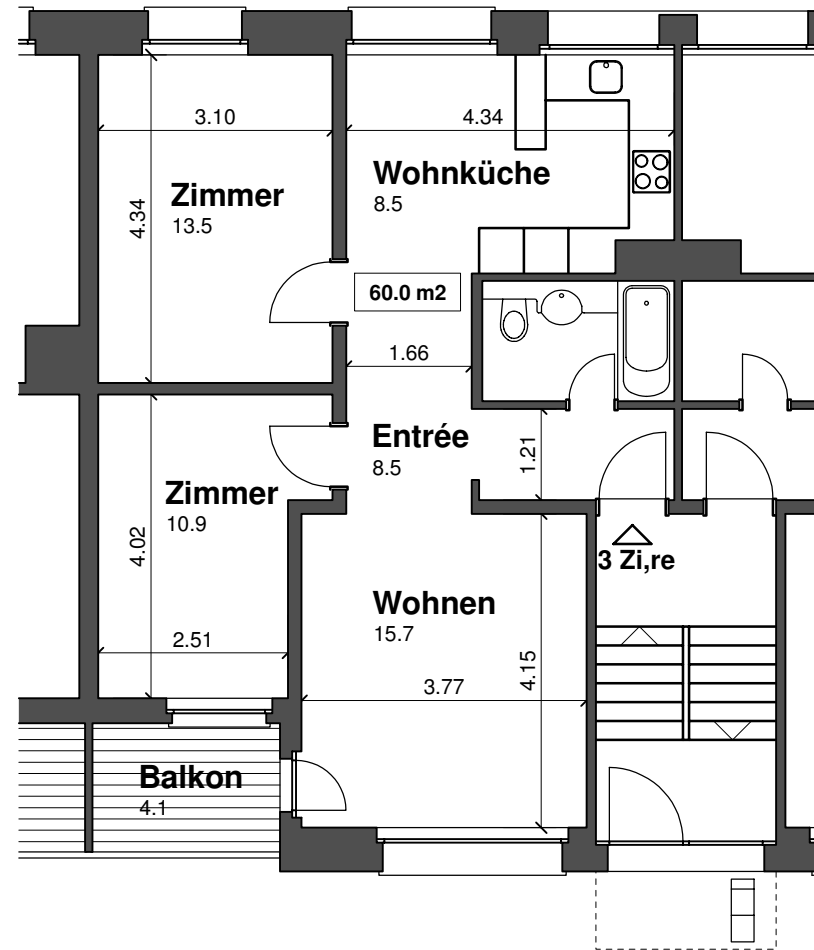 3.10
4.34
Wohnküche
8.5
Zimmer
13.5
4.34
60.0 m2
1.66
Entrée
8.5
1.21
Zimmer
10.9
4.02
3 Zi,re
Wohnen
15.7
2.51
3.77
4.15
Balkon
4.1